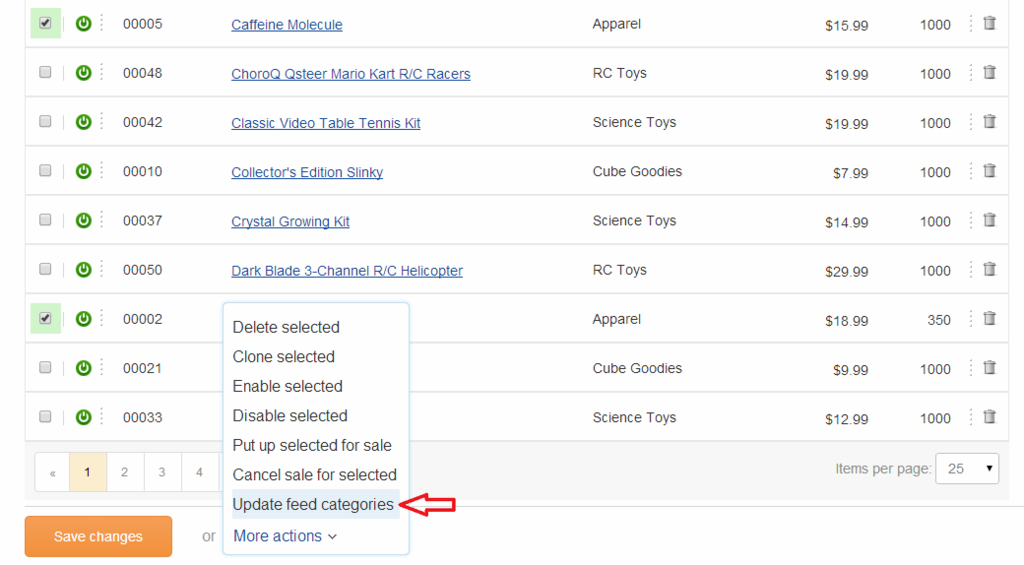 00005 Caffeine Molecule Apparel $15.99 1000
00048 ChoroQ Qsteer Mario Kart R/C Racers RC Toys $19.99 1000
00042 Classic Video Table Tennis Kit Science Toys $19.99 1000
00010 Collector's Edition Slinky Cube Goodies $7.99 1000
00037 Crystal Growing Kit Science Toys $14.99 1000
00050 Dark Blade 3-Channel R/C Helicopter RC Toys $29.99 1000
00002 Apparel $18.99 350
00021 Cube Goodies $9.99 1000
00033 Science Toys $12.99 1000
Delete selected
Clone selected
Enable selected
Disable selected
Put up selected for sale
Cancel sale for selected
Update feed categories
More actions
« 1 2 3 4
Items per page: 25
Save changes or